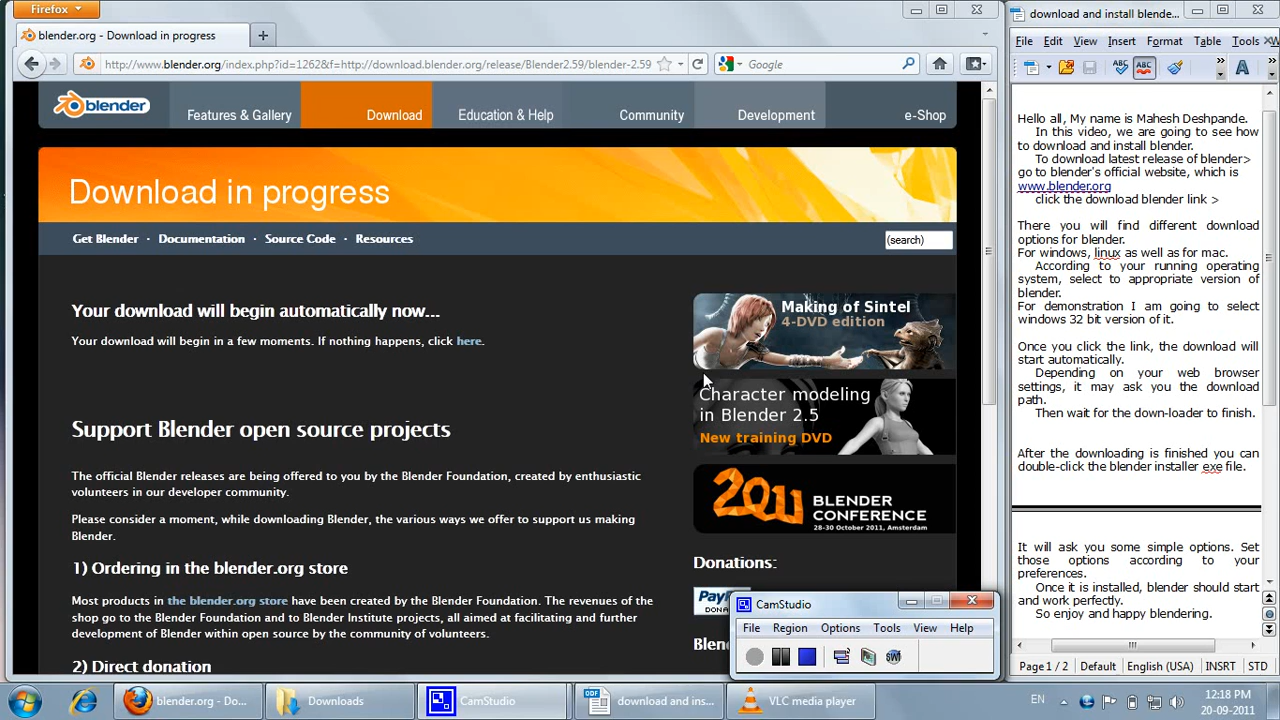 Firefox
blender.org - Download in progress
http://www.blender.org/index.php?id=1262&f=http://download.blender.org/release/Blender2.59/blender-2.59
Google
blender
Features & Gallery
Download
Education & Help
Community
Development
e-Shop
Download in progress
Get Blender · Documentation · Source Code · Resources
(search)
Your download will begin automatically now...
Your download will begin in a few moments. If nothing happens, click here.
Support Blender open source projects
The official Blender releases are being offered to you by the Blender Foundation, created by enthusiastic
volunteers in our developer community.
Please consider a moment, while downloading Blender, the various ways we offer to support us making
Blender.
1) Ordering in the blender.org store
Most products in the blender.org store have been created by the Blender Foundation. The revenues of the
shop go to the Blender Foundation and to Blender Institute projects, all aimed at facilitating and further
development of Blender within open source by the community of volunteers.
2) Direct donation
Making of Sintel
4-DVD edition
Character modeling
in Blender 2.5
New training DVD
2011 BLENDER
CONFERENCE
28-30 October 2011, Amsterdam
Donations:
CamStudio
File Region Options Tools View Help
download and install blende...
File Edit View Insert Format Table Tools
Hello all, My name is Mahesh Deshpande.
In this video, we are going to see how
to download and install blender.
To download latest release of blender>
go to blender's official website, which is
www.blender.org
click the download blender link >
There you will find different download
options for blender.
For windows, linux as well as for mac.
According to your running operating
system, select to appropriate version of
blender.
For demonstration I am going to select
windows 32 bit version of it.
Once you click the link, the download will
start automatically.
Depending on your web browser
settings, it may ask you the download
path.
Then wait for the down-loader to finish.
After the downloading is finished you can
double-click the blender installer exe file.
It will ask you some simple options. Set
those options according to your
preferences.
Once it is installed, blender should start
and work perfectly.
So enjoy and happy blendering.
Page 1 / 2 Default English (USA) INSRT STD
blender.org - Do...
Downloads
CamStudio
download and ins...
VLC media player
EN
12:18 PM
20-09-2011